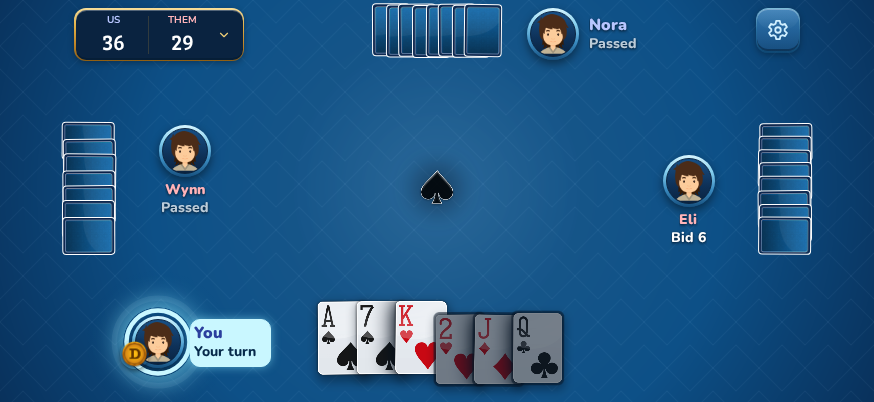 US
THEM
36
29
Nora
Passed
Wynn
Passed
Eli
Bid 6
D
You
Your turn
A
7
K
2
J
Q